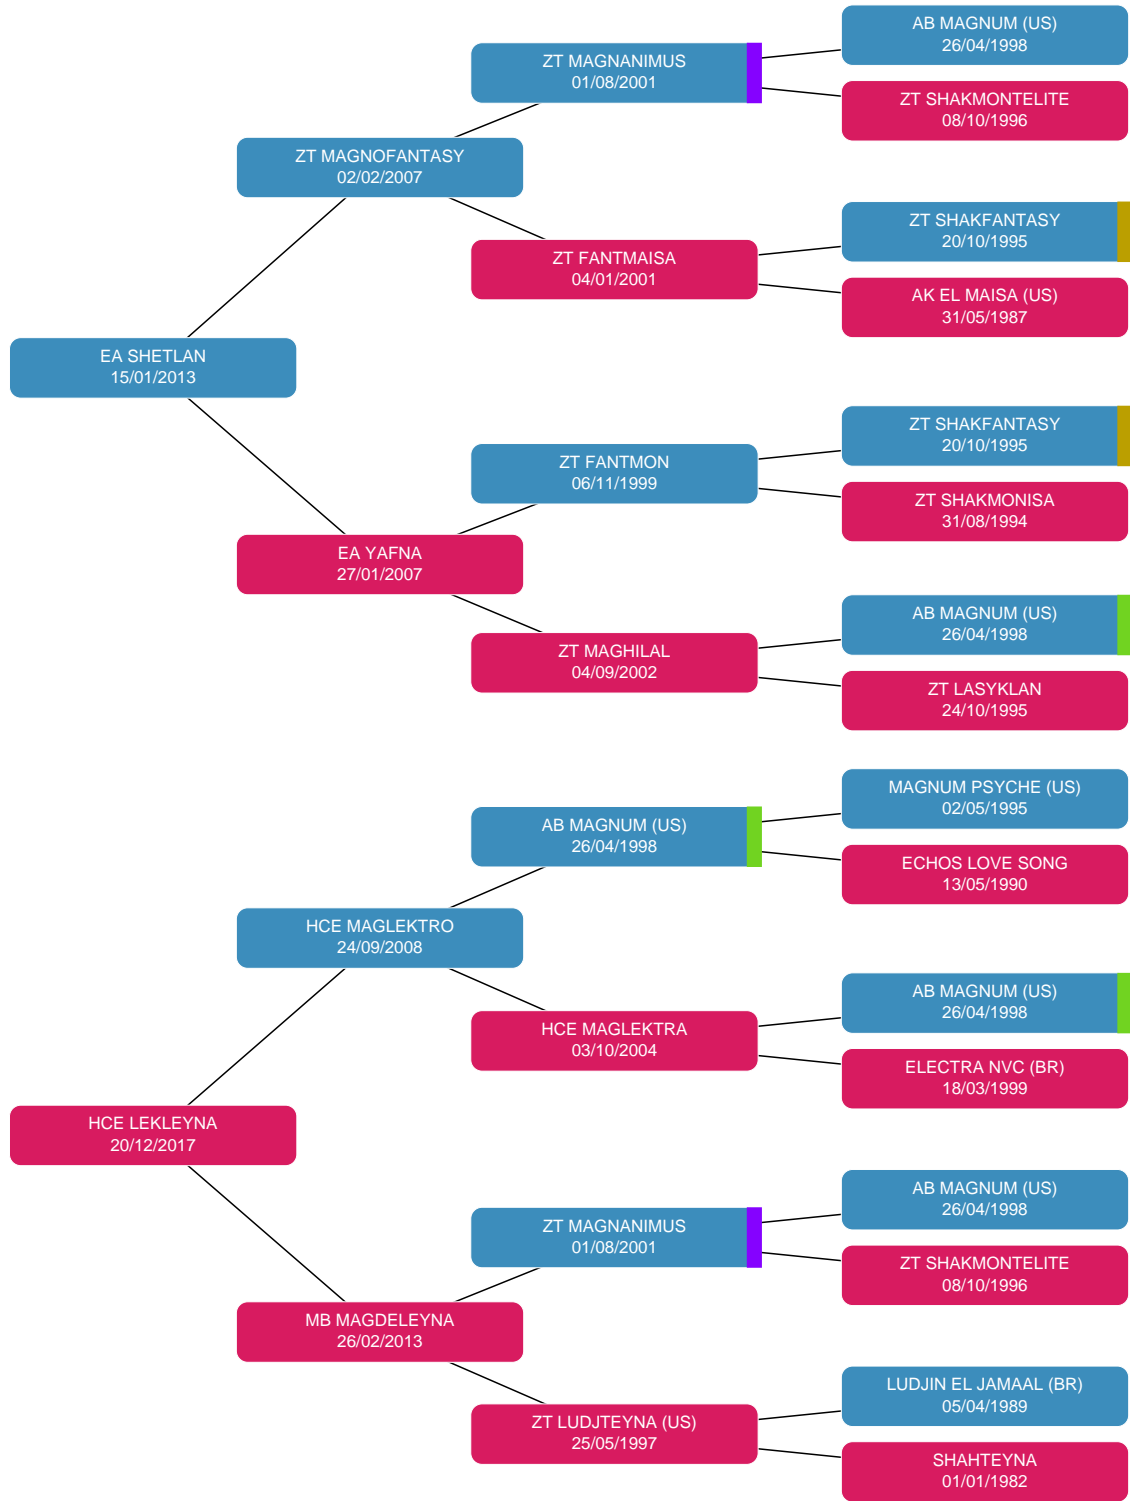 AB MAGNUM (US)
26/04/1998
ZT MAGNANIMUS
01/08/2001
ZT SHAKMONTELITE
08/10/1996
ZT MAGNOFANTASY
02/02/2007
ZT SHAKFANTASY
20/10/1995
ZT FANTMAISA
04/01/2001
AK EL MAISA (US)
31/05/1987
EA SHETLAN
15/01/2013
ZT SHAKFANTASY
20/10/1995
ZT FANTMON
06/11/1999
ZT SHAKMONISA
31/08/1994
EA YAFNA
27/01/2007
AB MAGNUM (US)
26/04/1998
ZT MAGHILAL
04/09/2002
ZT LASYKLAN
24/10/1995
MAGNUM PSYCHE (US)
02/05/1995
AB MAGNUM (US)
26/04/1998
ECHOS LOVE SONG
13/05/1990
HCE MAGLEKTRO
24/09/2008
AB MAGNUM (US)
26/04/1998
HCE MAGLEKTRA
03/10/2004
ELECTRA NVC (BR)
18/03/1999
HCE LEKLEYNA
20/12/2017
AB MAGNUM (US)
26/04/1998
ZT MAGNANIMUS
01/08/2001
ZT SHAKMONTELITE
08/10/1996
MB MAGDELEYNA
26/02/2013
LUDJIN EL JAMAAL (BR)
05/04/1989
ZT LUDJTEYNA (US)
25/05/1997
SHAHTEYNA
01/01/1982